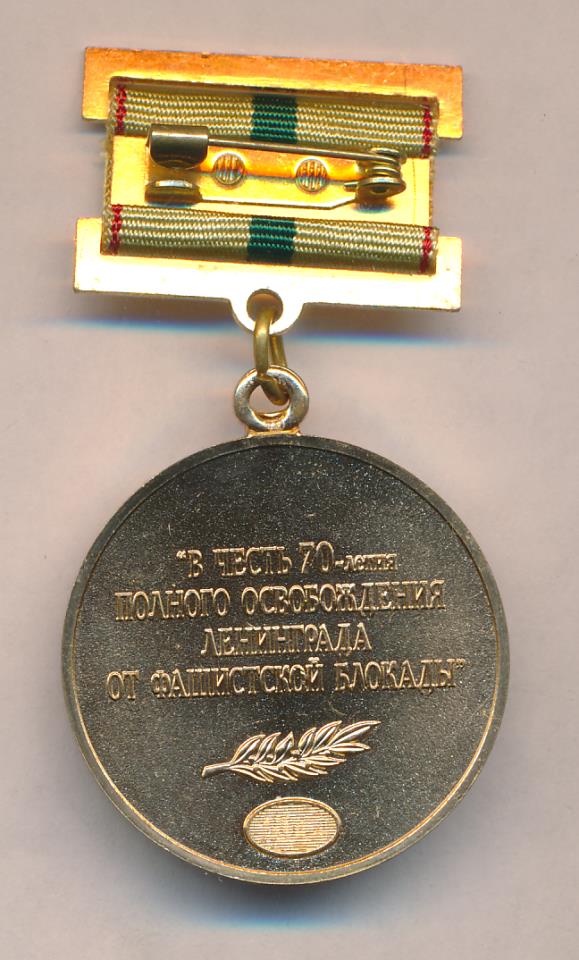 "В ЧЕСТЬ 70-летия
ПОЛНОГО ОСВОБОЖДЕНИЯ
ЛЕНИНГРАДА
ОТ ФАШИСТСКОЙ БЛОКАДЫ"